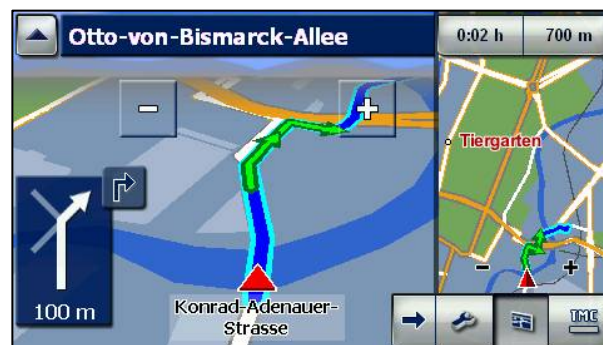 Otto-von-Bismarck-Allee
0:02 h
700 m
Tiergarten
100 m
Konrad-Adenauer-
Strasse
TMC